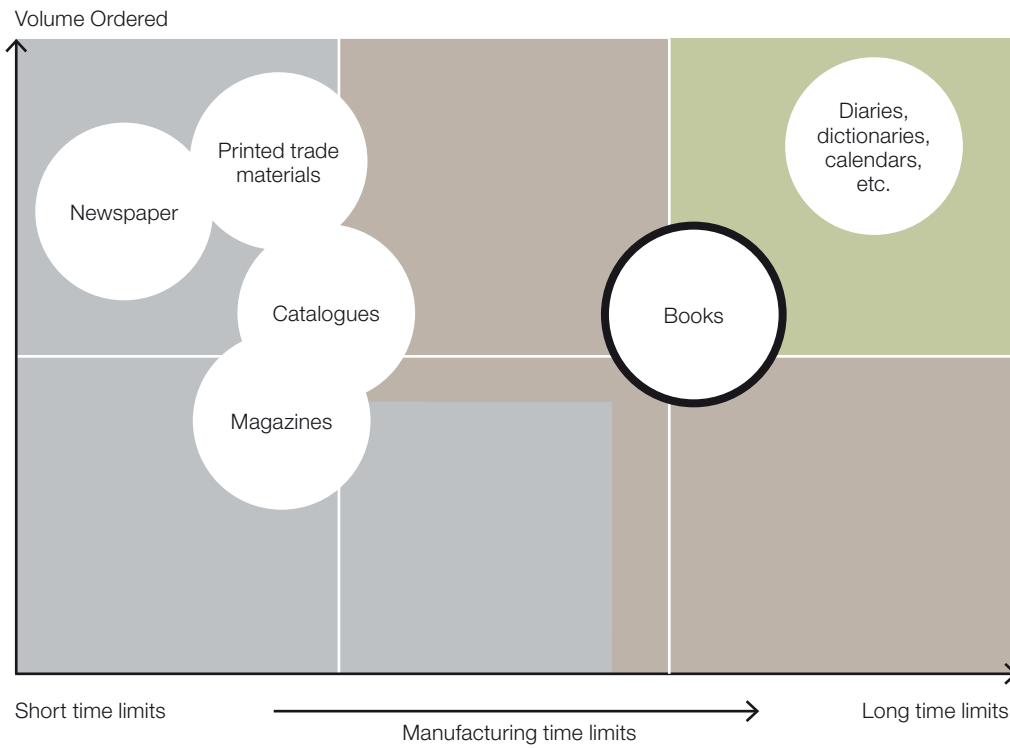 Volume Ordered
Newspaper
Printed trade
materials
Diaries,
dictionaries,
calendars,
etc.
Catalogues
Books
Magazines
Short time limits
Manufacturing time limits
Long time limits